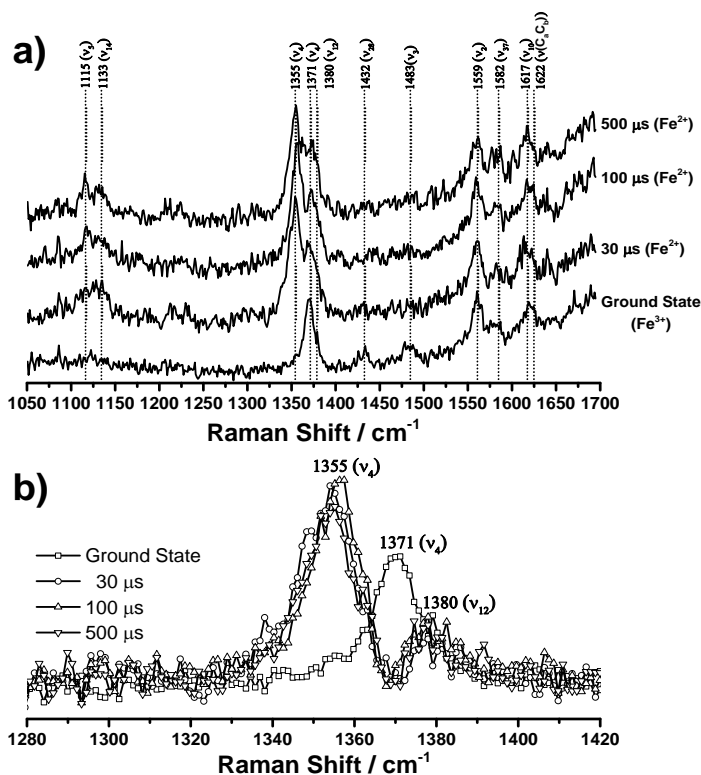 a)
1115 (ν₅)
1133 (ν₁₄)
1355 (ν₄)
1371 (ν₄)
1380 (ν₁₂)
1432 (ν₂₈)
1483(ν₃)
1559 (ν₂)
1582 (ν₃₇)
1617 (ν₁₀)
500 μs (Fe²⁺)
100 μs (Fe²⁺)
30 μs (Fe²⁺)
Ground State
(Fe³⁺)
1050 1100 1150 1200 1250 1300 1350 1400 1450 1500 1550 1600 1650 1700
Raman Shift / cm⁻¹
b)
1355 (ν₄)
1371 (ν₄)
1380 (ν₁₂)
Ground State
30 μs
100 μs
500 μs
1280 1300 1320 1340 1360 1380 1400 1420
Raman Shift / cm⁻¹